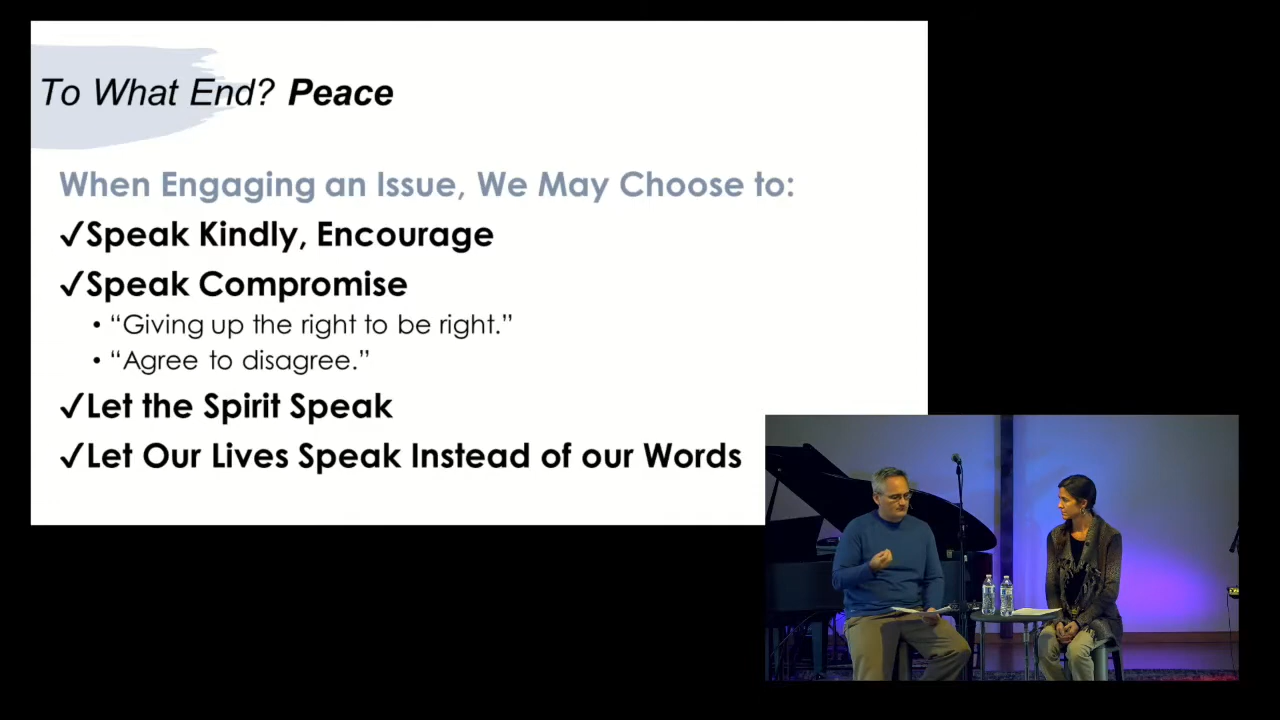 To What End? Peace
When Engaging an Issue, We May Choose to:
✓Speak Kindly, Encourage
✓Speak Compromise
• “Giving up the right to be right.”
• “Agree to disagree.”
✓Let the Spirit Speak
✓Let Our Lives Speak Instead of our Words